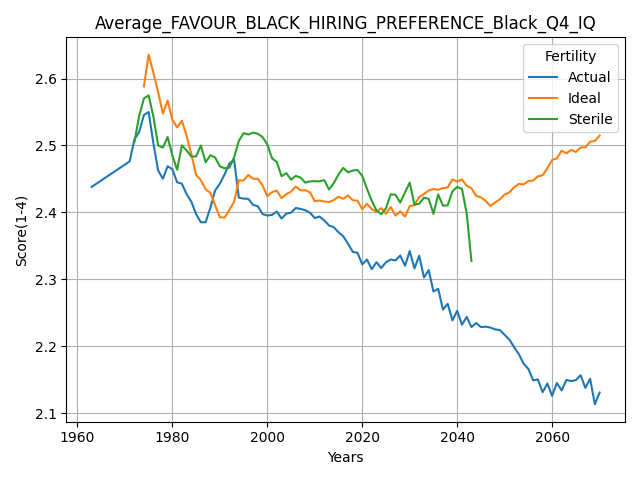 Average_FAVOUR_BLACK_HIRING_PREFERENCE_Black_Q4_IQ
Fertility
Actual
Ideal
Sterile
Score(1-4)
2.6
2.5
2.4
2.3
2.2
2.1
1960 1980 2000 2020 2040 2060
Years